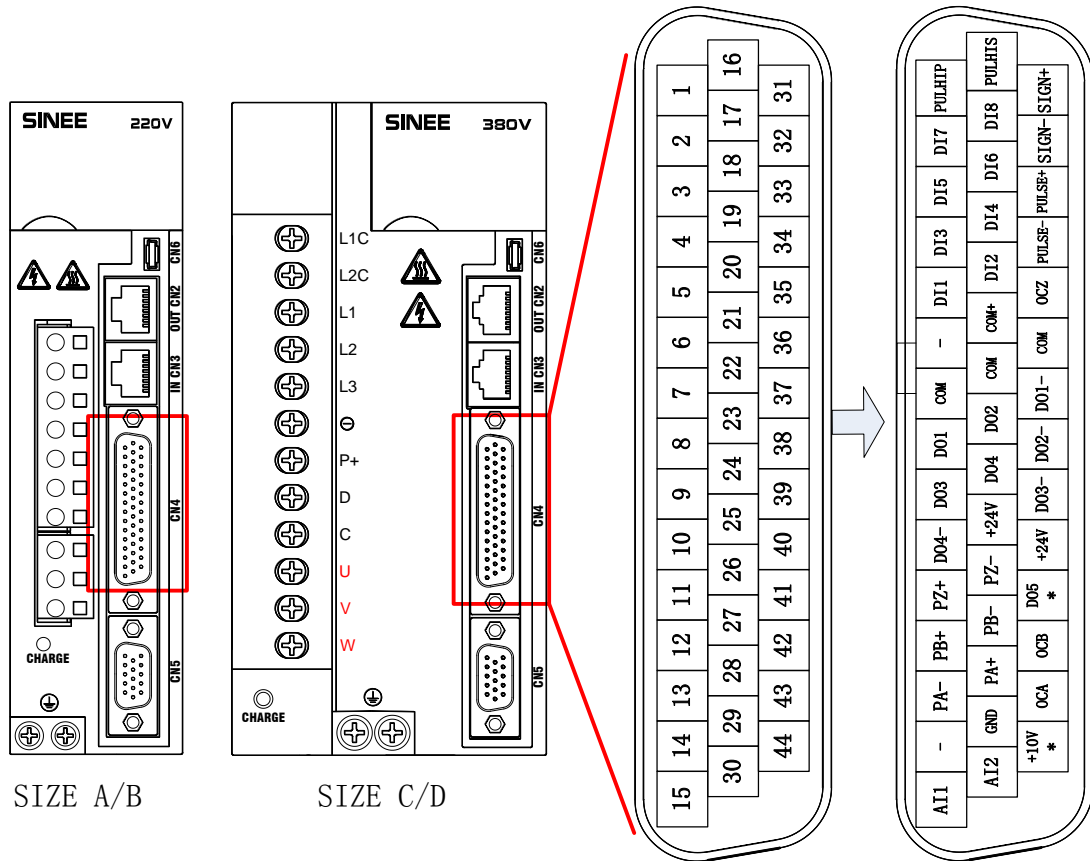 SINEE 220V
CN6
OUT CN2
IN CN3
CN4
CN5
CHARGE
SIZE A/B
SINEE 380V
L1C
L2C
L1
L2
L3
⊖
P+
D
C
U
V
W
CN6
OUT CN2
IN CN3
CN4
CN5
CHARGE
SIZE C/D
1
2
3
4
5
6
7
8
9
10
11
12
13
14
15
16
17
18
19
20
21
22
23
24
25
26
27
28
29
30
31
32
33
34
35
36
37
38
39
40
41
42
43
44
PULHIP
DI7
DI5
DI3
DI1
-
COM
DO1
DO3
DO4-
PZ+
PB+
PA-
-
AI1
PULHIS
DI8
DI6
DI4
DI2
COM+
COM
DO2
DO4
+24V
PZ-
PB-
PA+
GND
AI2
SIGN+
SIGN-
PULSE+
PULSE-
OCZ
COM
DO1-
DO2-
DO3-
+24V
DO5
*
OCB
OCA
+10V
*